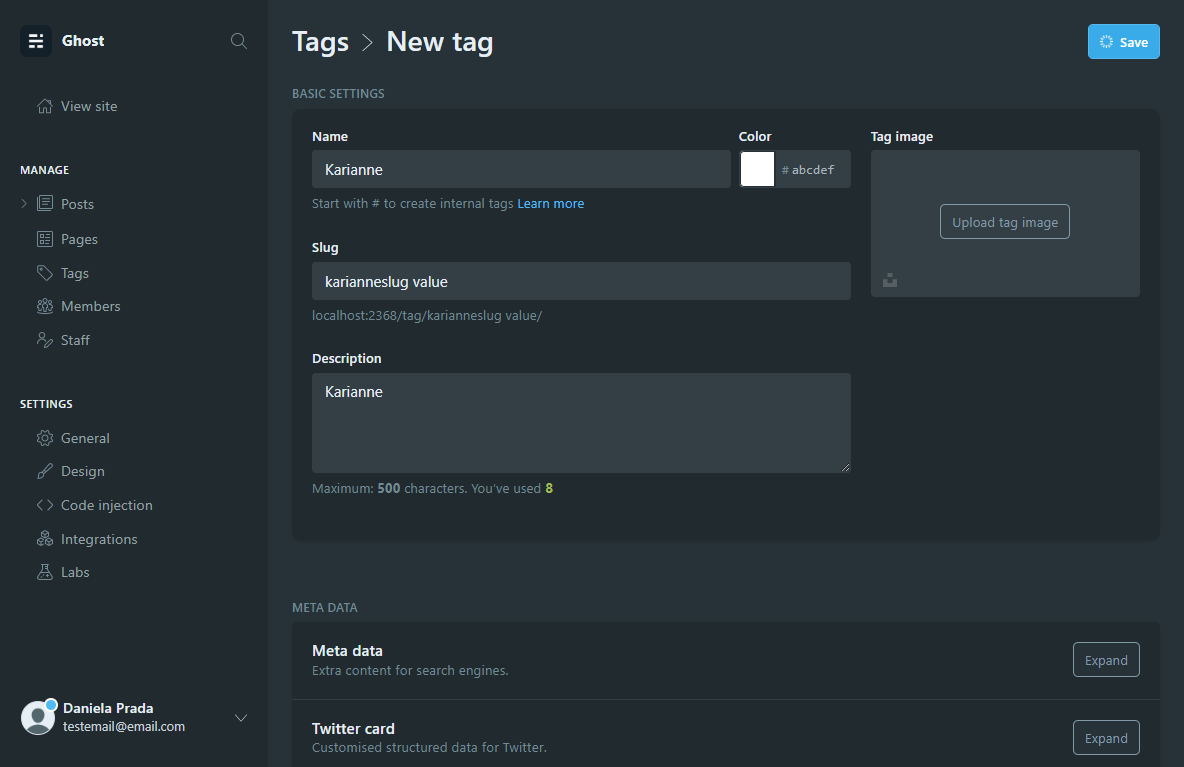 Ghost
View site
MANAGE
Posts
Pages
Tags
Members
Staff
SETTINGS
General
Design
Code injection
Integrations
Labs
Daniela Prada
testemail@email.com
Tags > New tag
Save
BASIC SETTINGS
Name
Karianne
Start with # to create internal tags Learn more
Color
# abcdef
Tag image
Upload tag image
Slug
karianneslug value
localhost:2368/tag/karianneslug value/
Description
Karianne
Maximum: 500 characters. You've used 8
META DATA
Meta data
Extra content for search engines.
Expand
Twitter card
Customised structured data for Twitter.
Expand